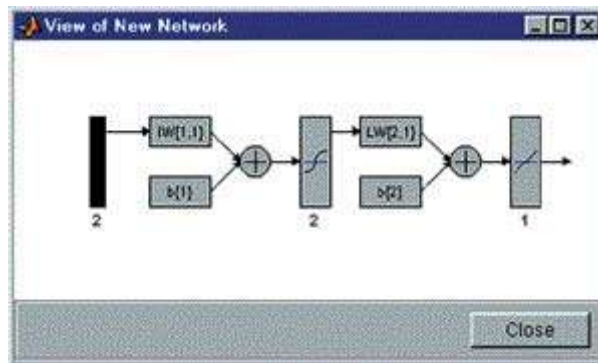 View of New Network
IW{1,1}
LW{2,1}
b{1}
b{2}
2
2
1
Close